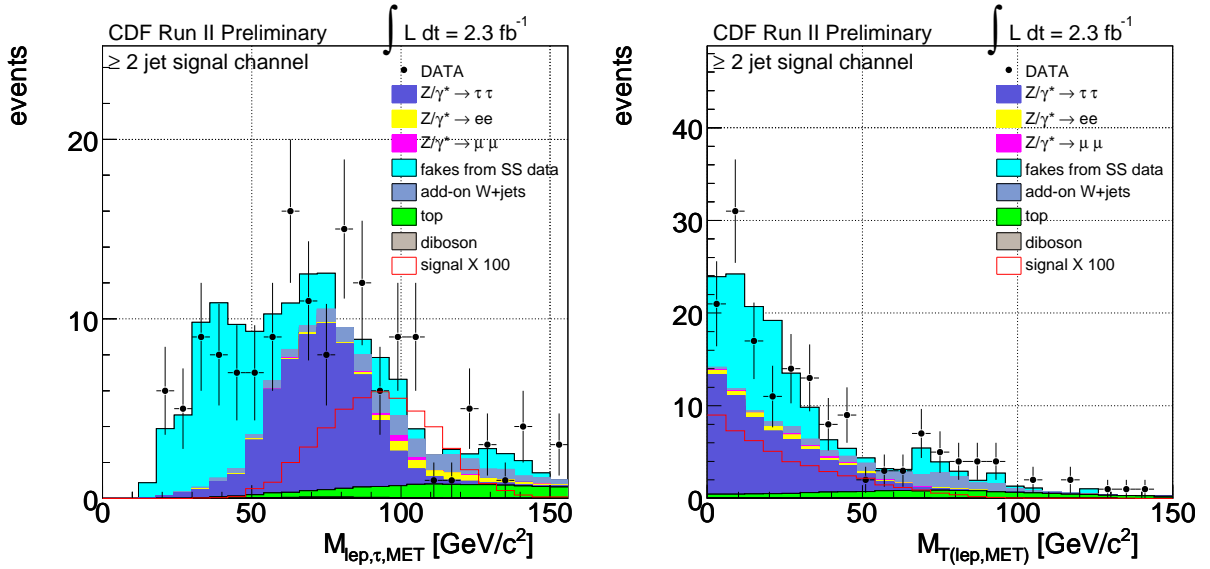 CDF Run II Preliminary
∫ L dt = 2.3 fb⁻¹
≥ 2 jet signal channel
events
DATA
Z/γ* → τ τ
Z/γ* → ee
Z/γ* → μ μ
fakes from SS data
add-on W+jets
top
diboson
signal X 100
20
10
0
0
50
100
150
M_lep,τ,MET [GeV/c²]
CDF Run II Preliminary
∫ L dt = 2.3 fb⁻¹
≥ 2 jet signal channel
events
DATA
Z/γ* → τ τ
Z/γ* → ee
Z/γ* → μ μ
fakes from SS data
add-on W+jets
top
diboson
signal X 100
40
30
20
10
0
0
50
100
150
M_T(lep,MET) [GeV/c²]